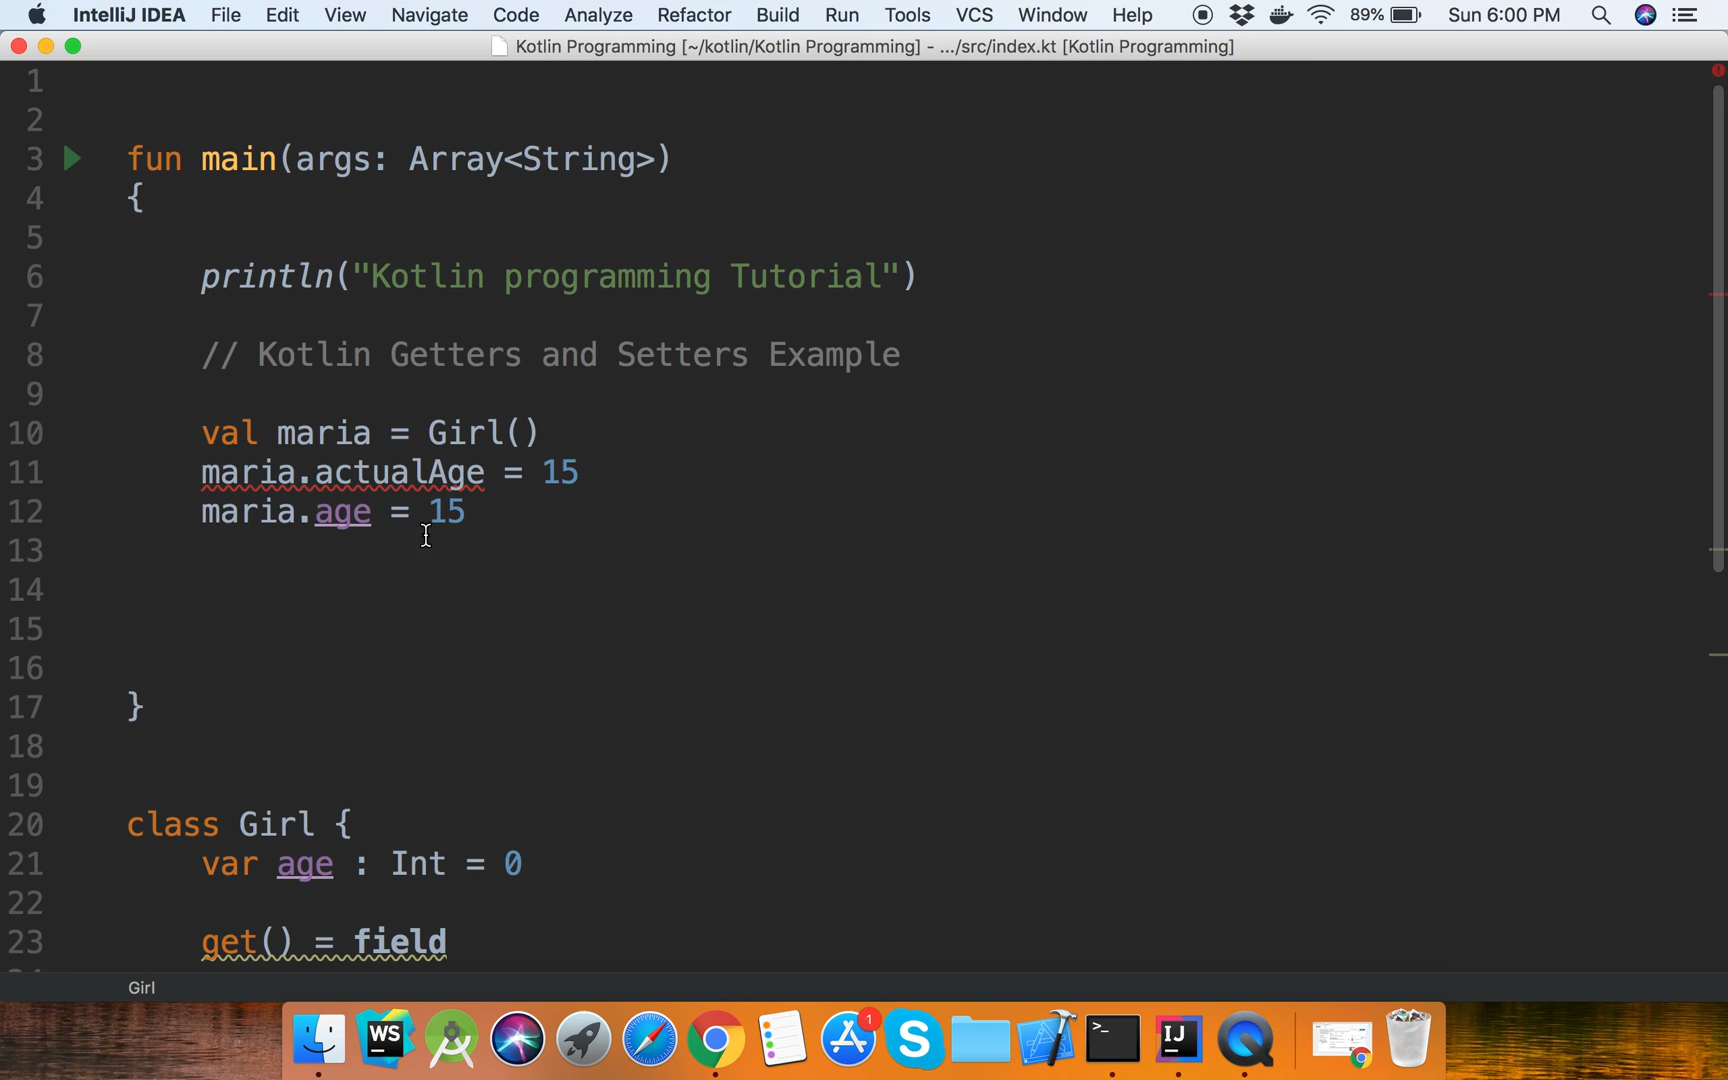 IntelliJ IDEA File Edit View Navigate Code Analyze Refactor Build Run Tools VCS Window Help 89% Sun 6:00 PM
Kotlin Programming [~/kotlin/Kotlin Programming] - .../src/index.kt [Kotlin Programming]
1
2
3 fun main(args: Array<String>)
4 {
5
6 println("Kotlin programming Tutorial")
7
8 // Kotlin Getters and Setters Example
9
10 val maria = Girl()
11 maria.actualAge = 15
12 maria.age = 15
13
14
15
16
17 }
18
19
20 class Girl {
21 var age : Int = 0
22
23 get() = field
Girl
WS 1 S >_ IJ